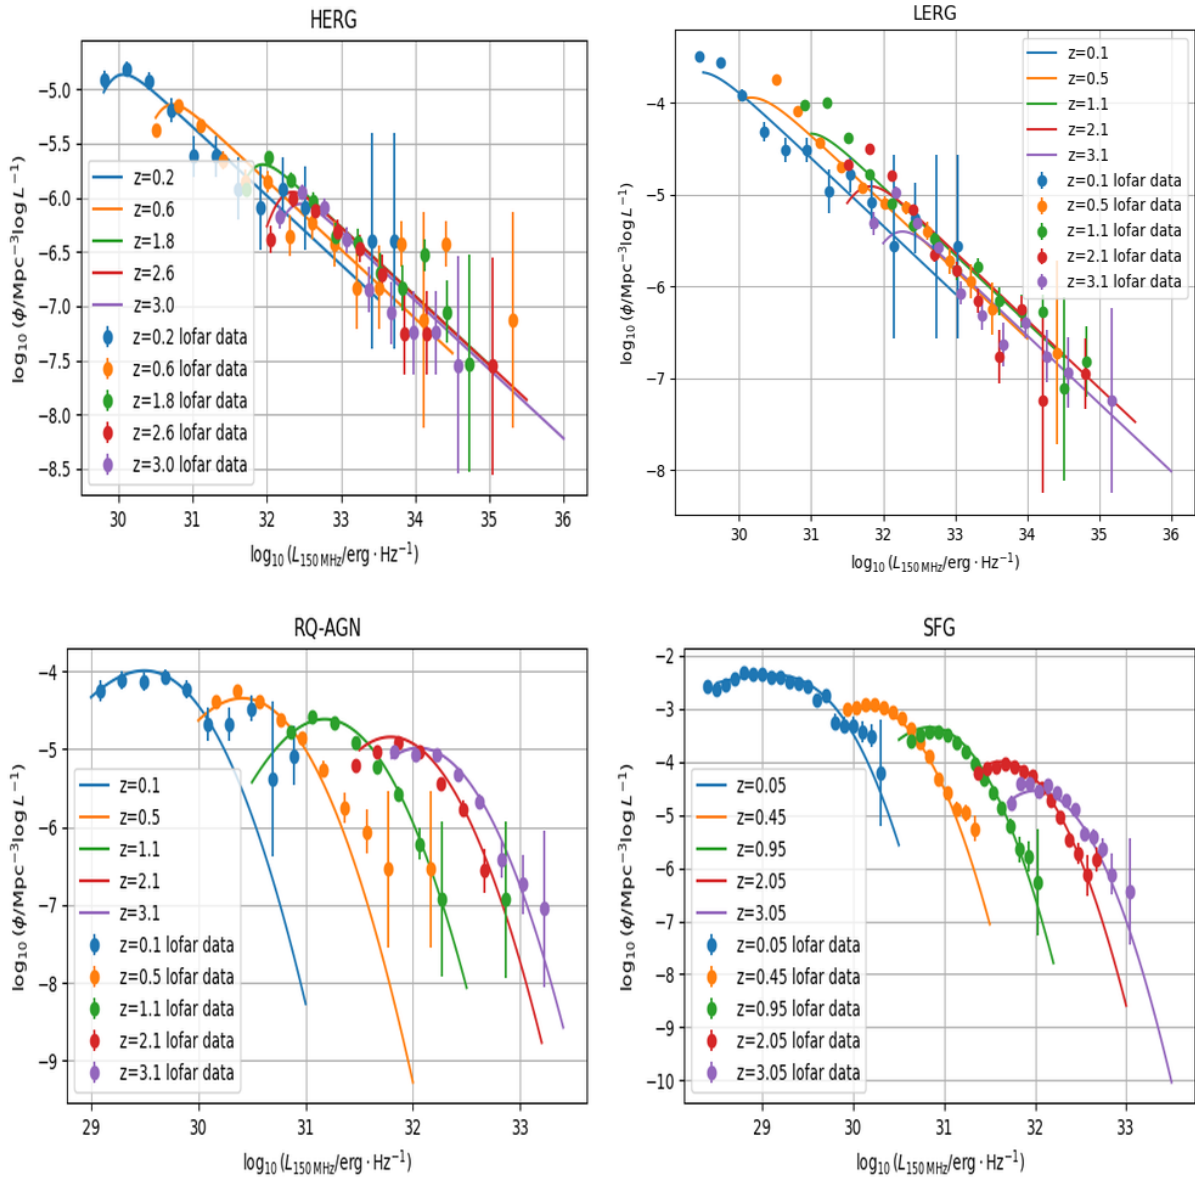 HERG
−5.0
−5.5
−6.0
−6.5
−7.0
−7.5
−8.0
−8.5
log₁₀ (ϕ/Mpc⁻³log L⁻¹)
z=0.2
z=0.6
z=1.8
z=2.6
z=3.0
z=0.2 lofar data
z=0.6 lofar data
z=1.8 lofar data
z=2.6 lofar data
z=3.0 lofar data
30 31 32 33 34 35 36
log₁₀ (L₁₅₀ MHz/erg · Hz⁻¹)
LERG
−4
−5
−6
−7
−8
log₁₀ (ϕ/Mpc⁻³log L⁻¹)
z=0.1
z=0.5
z=1.1
z=2.1
z=3.1
z=0.1 lofar data
z=0.5 lofar data
z=1.1 lofar data
z=2.1 lofar data
z=3.1 lofar data
30 31 32 33 34 35 36
log₁₀ (L₁₅₀ MHz/erg · Hz⁻¹)
RQ-AGN
−4
−5
−6
−7
−8
−9
log₁₀ (ϕ/Mpc⁻³log L⁻¹)
z=0.1
z=0.5
z=1.1
z=2.1
z=3.1
z=0.1 lofar data
z=0.5 lofar data
z=1.1 lofar data
z=2.1 lofar data
z=3.1 lofar data
29 30 31 32 33
log₁₀ (L₁₅₀ MHz/erg · Hz⁻¹)
SFG
−2
−3
−4
−5
−6
−7
−8
−9
−10
log₁₀ (ϕ/Mpc⁻³log L⁻¹)
z=0.05
z=0.45
z=0.95
z=2.05
z=3.05
z=0.05 lofar data
z=0.45 lofar data
z=0.95 lofar data
z=2.05 lofar data
z=3.05 lofar data
29 30 31 32 33
log₁₀ (L₁₅₀ MHz/erg · Hz⁻¹)